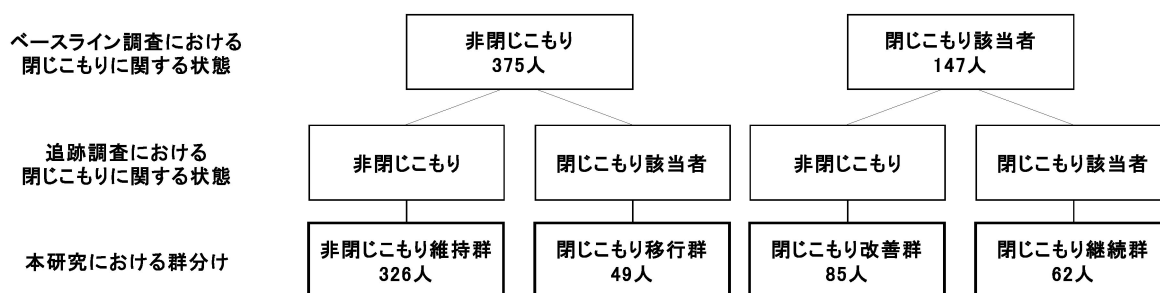 ベースライン調査における
閉じこもりに関する状態
非閉じこもり
375人
閉じこもり該当者
147人
追跡調査における
閉じこもりに関する状態
非閉じこもり
閉じこもり該当者
非閉じこもり
閉じこもり該当者
本研究における群分け
非閉じこもり維持群
326人
閉じこもり移行群
49人
閉じこもり改善群
85人
閉じこもり継続群
62人